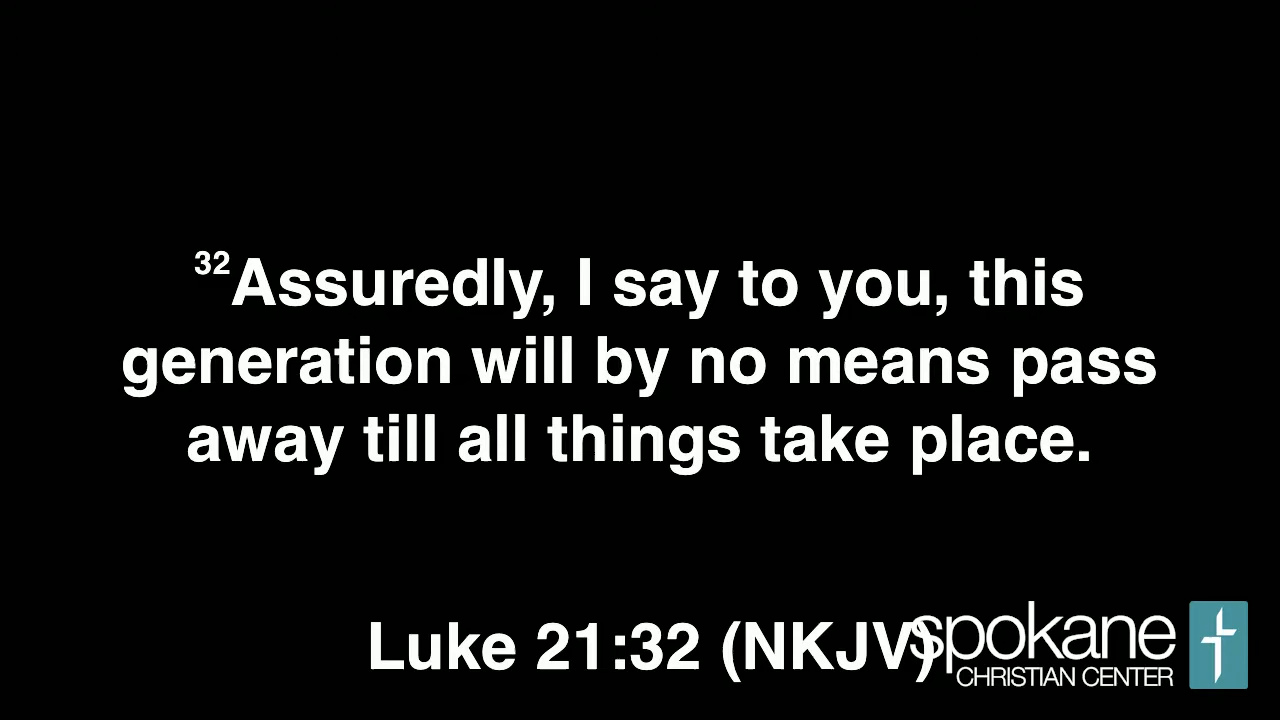 32Assuredly, I say to you, this
generation will by no means pass
away till all things take place.
Luke 21:32 (NKJV)
spokane
CHRISTIAN CENTER